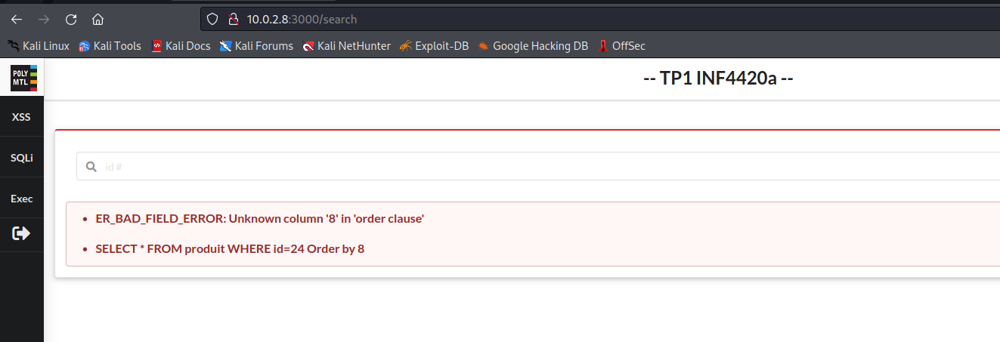 10.0.2.8:3000/search
Kali Linux Kali Tools Kali Docs Kali Forums Kali NetHunter Exploit-DB Google Hacking DB OffSec
POLY
MTL
-- TP1 INF4420a --
XSS
SQLi
Exec
id #
ER_BAD_FIELD_ERROR: Unknown column '8' in 'order clause'
SELECT * FROM produit WHERE id=24 Order by 8